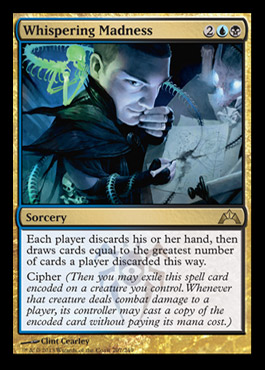 Whispering Madness 2
Sorcery
Each player discards his or her hand, then
draws cards equal to the greatest number
of cards a player discarded this way.
Cipher (Then you may exile this spell card
encoded on a creature you control. Whenever
that creature deals combat damage to a
player, its controller may cast a copy of the
encoded card without paying its mana cost.)
Clint Cearley